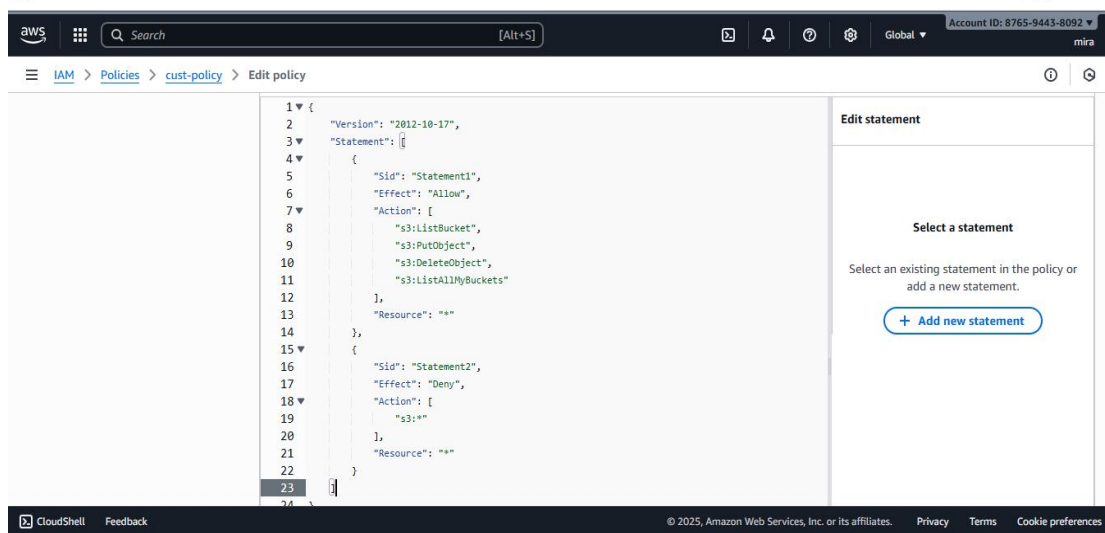 aws Search [Alt+S] Global ▼ Account ID: 8765-9443-8092 ▼
mira
IAM > Policies > cust-policy > Edit policy
1 {
2 "Version": "2012-10-17",
3 "Statement": [
4 {
5 "Sid": "Statement1",
6 "Effect": "Allow",
7 "Action": [
8 "s3:ListBucket",
9 "s3:PutObject",
10 "s3:DeleteObject",
11 "s3:ListAllMyBuckets"
12 ],
13 "Resource": "*"
14 },
15 {
16 "Sid": "Statement2",
17 "Effect": "Deny",
18 "Action": [
19 "s3:*"
20 ],
21 "Resource": "*"
22 }
23 ]
24 }
Edit statement
Select a statement
Select an existing statement in the policy or
add a new statement.
+ Add new statement
CloudShell Feedback © 2025, Amazon Web Services, Inc. or its affiliates. Privacy Terms Cookie preferences